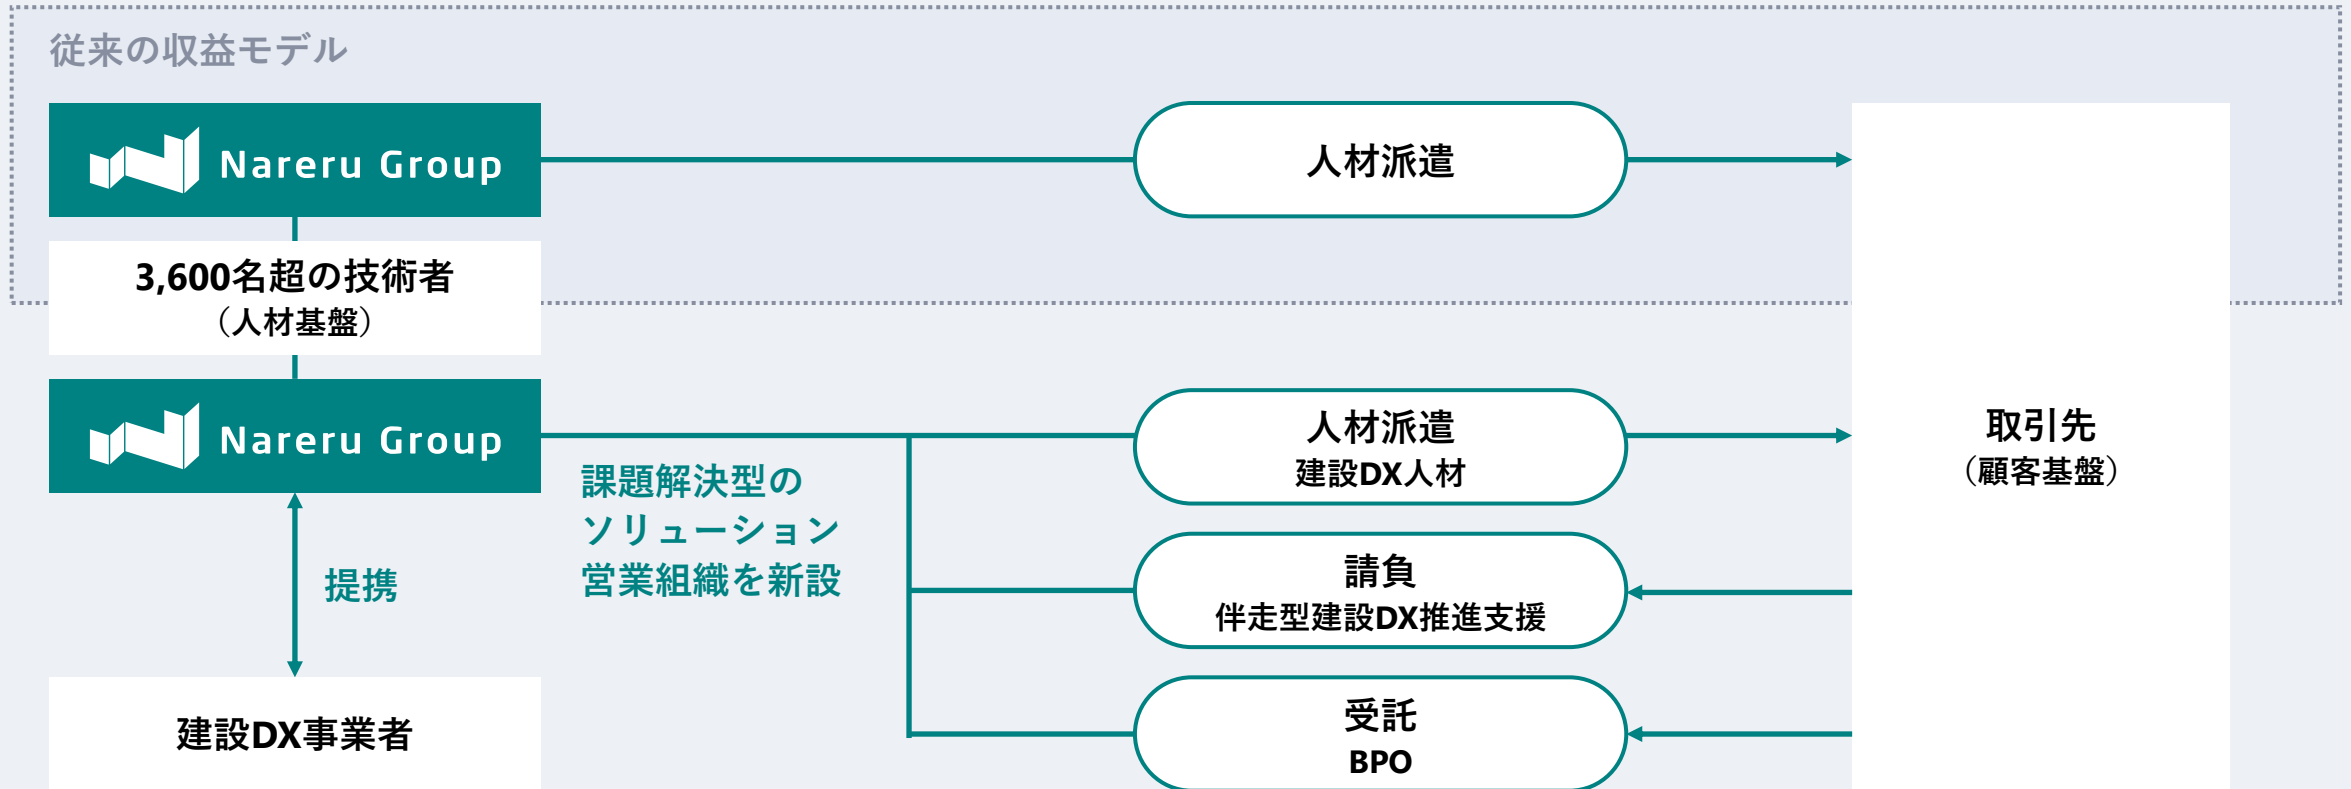 従来の収益モデル
Nareru Group
人材派遣
3,600名超の技術者
（人材基盤）
Nareru Group
人材派遣
建設DX人材
取引先
（顧客基盤）
課題解決型の
ソリューション
営業組織を新設
提携
請負
伴走型建設DX推進支援
建設DX事業者
受託
BPO